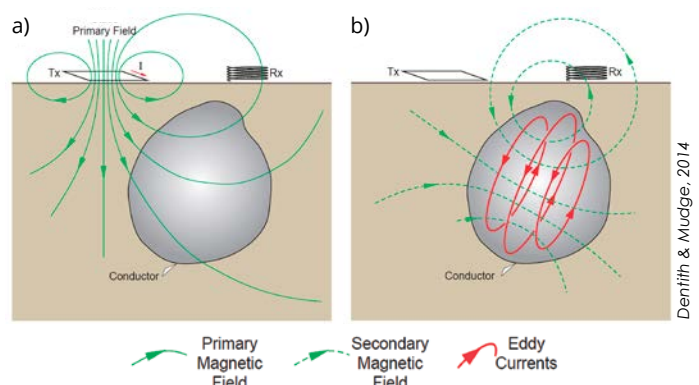 a)
Primary Field
Tx
I
Rx
Conductor
b)
Tx
Rx
Conductor
Dentith & Mudge. 2014
Primary
Magnetic
Field
Secondary
Magnetic
Field
Eddy
Currents